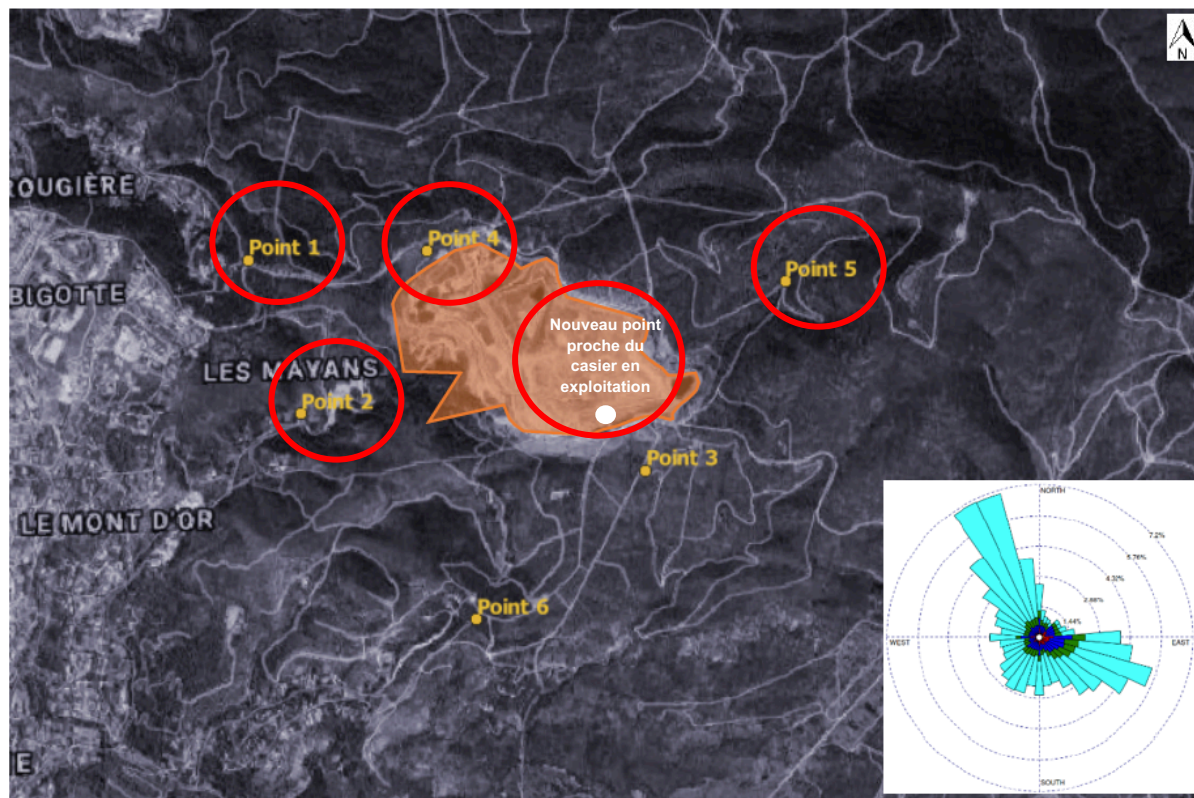 N
ROUGIÈRE
Point 1
Point 4
Point 5
BIGOTTE
Nouveau point
proche du
casier en
exploitation
LES MAYANS
Point 2
Point 3
LE MONT D'OR
NORTH
7.2%
5.76%
4.32%
2.88%
1.44%
WEST
EAST
Point 6
SOUTH
E